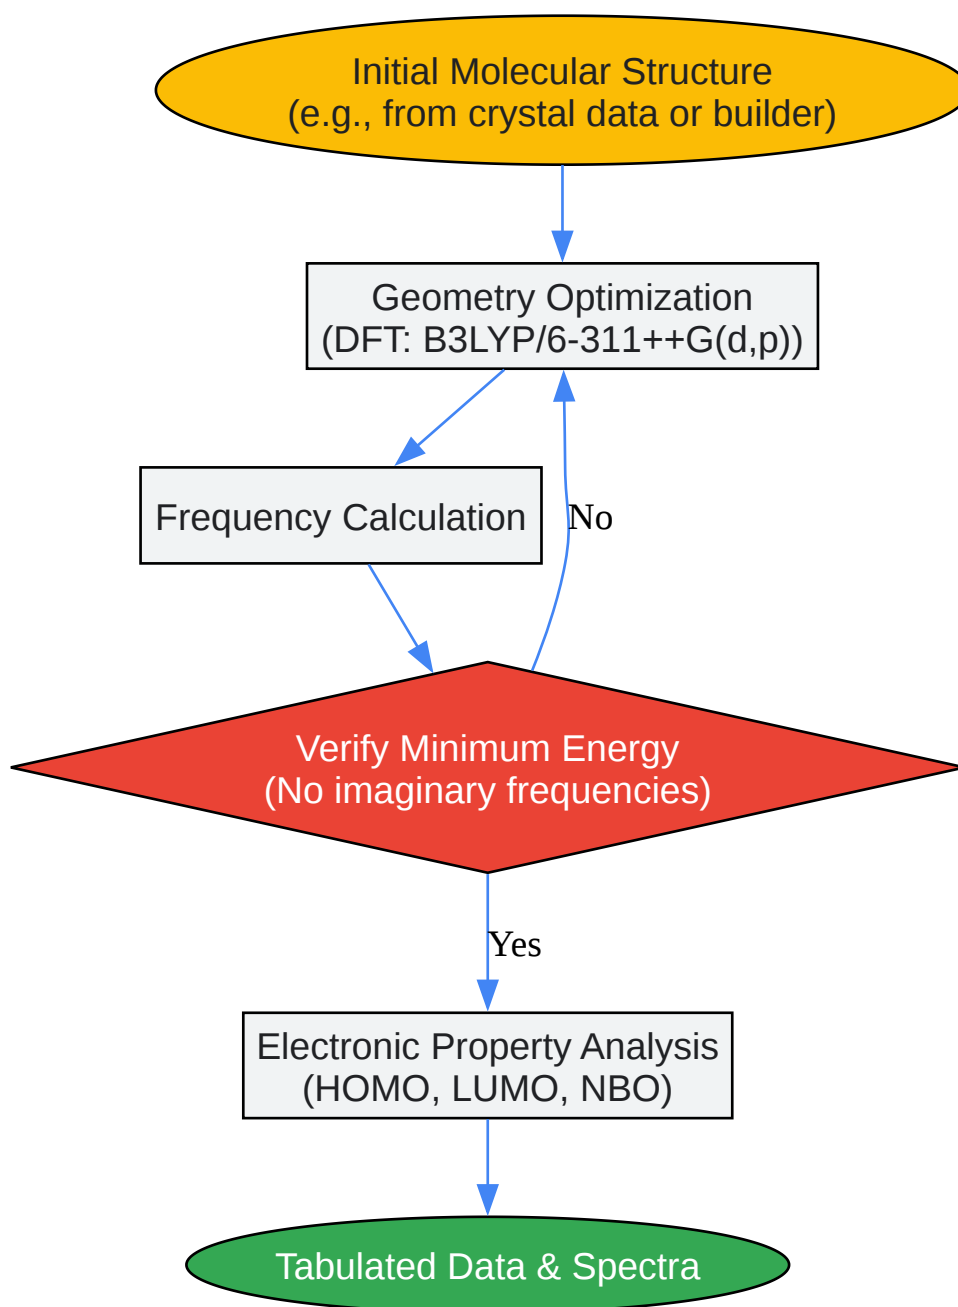 Initial Molecular Structure
(e.g., from crystal data or builder)
Geometry Optimization
(DFT: B3LYP/6-311++G(d,p))
Frequency Calculation
No
Verify Minimum Energy
(No imaginary frequencies)
Yes
Electronic Property Analysis
(HOMO, LUMO, NBO)
Tabulated Data & Spectra